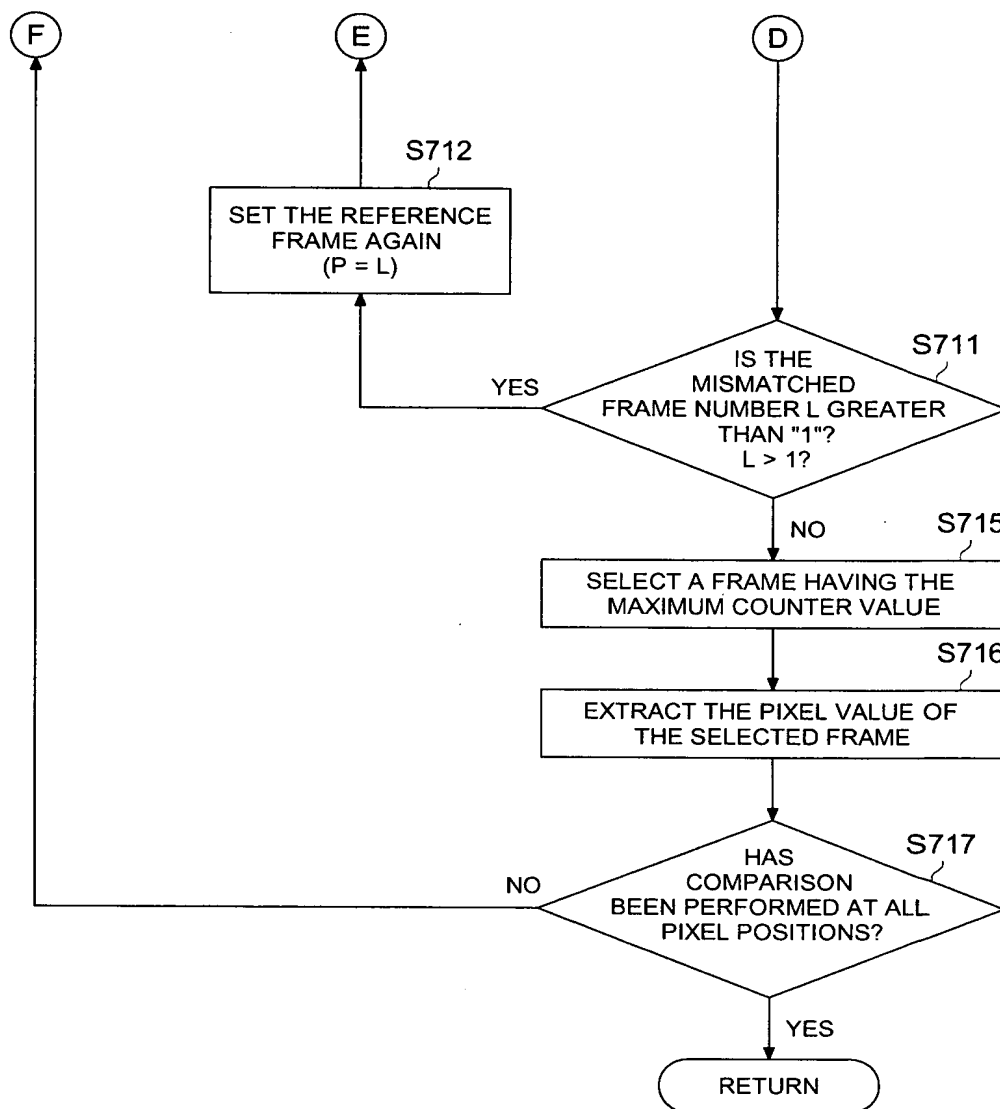 F
E
D
S712
SET THE REFERENCE
FRAME AGAIN
(P = L)
S711
IS THE
MISMATCHED
FRAME NUMBER L GREATER
THAN "1"?
L > 1?
YES
NO
S715
SELECT A FRAME HAVING THE
MAXIMUM COUNTER VALUE
S716
EXTRACT THE PIXEL VALUE OF
THE SELECTED FRAME
S717
HAS
COMPARISON
BEEN PERFORMED AT ALL
PIXEL POSITIONS?
NO
YES
RETURN